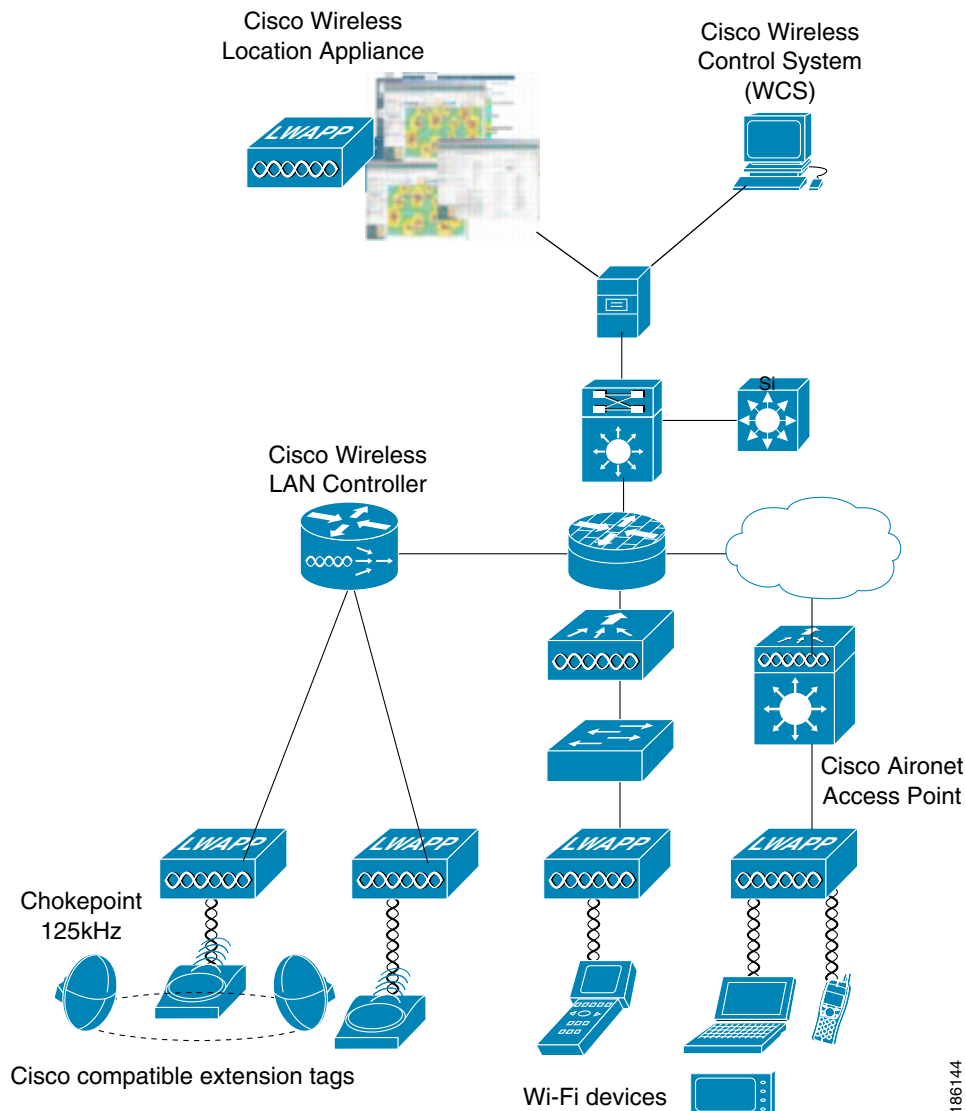 Cisco Wireless
Location Appliance
Cisco Wireless
Control System
(WCS)
LWAPP
Si
Cisco Wireless
LAN Controller
Cisco Aironet
Access Point
LWAPP
LWAPP
LWAPP
LWAPP
Chokepoint
125kHz
Cisco compatible extension tags
Wi-Fi devices
186144